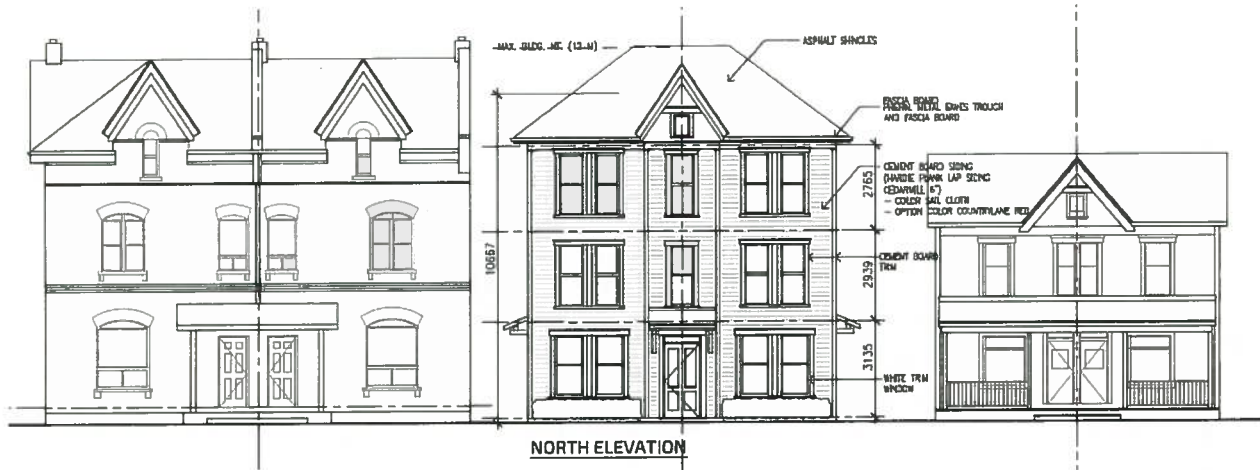 MAX. BLDG. HT. (12 M)
ASPHALT SHINGLES
FASCIA BOARD
PREFIN. METAL EAVES TROUGH
AND FASCIA BOARD
CEMENT BOARD SIDING
(HARDIE PLANK LAP SIDING
CEDARMILL 6")
- COLOR SAIL CLOTH
- OPTION COLOR COUNTRYLANE RED
2765
10667
CEMENT BOARD
TRIM
2939
3135
WHITE TRIM
WINDOW
NORTH ELEVATION